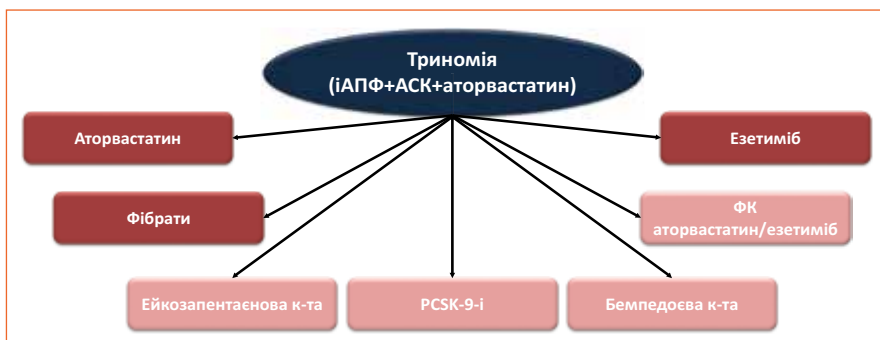 Триномія
(іАПФ+АСК+аторвастатин)
Аторвастатин
Езетиміб
Фібрати
ФК
аторвастатин/езетиміб
Ейкозапентаєнова к-та
PCSK-9-і
Бемпедоєва к-та